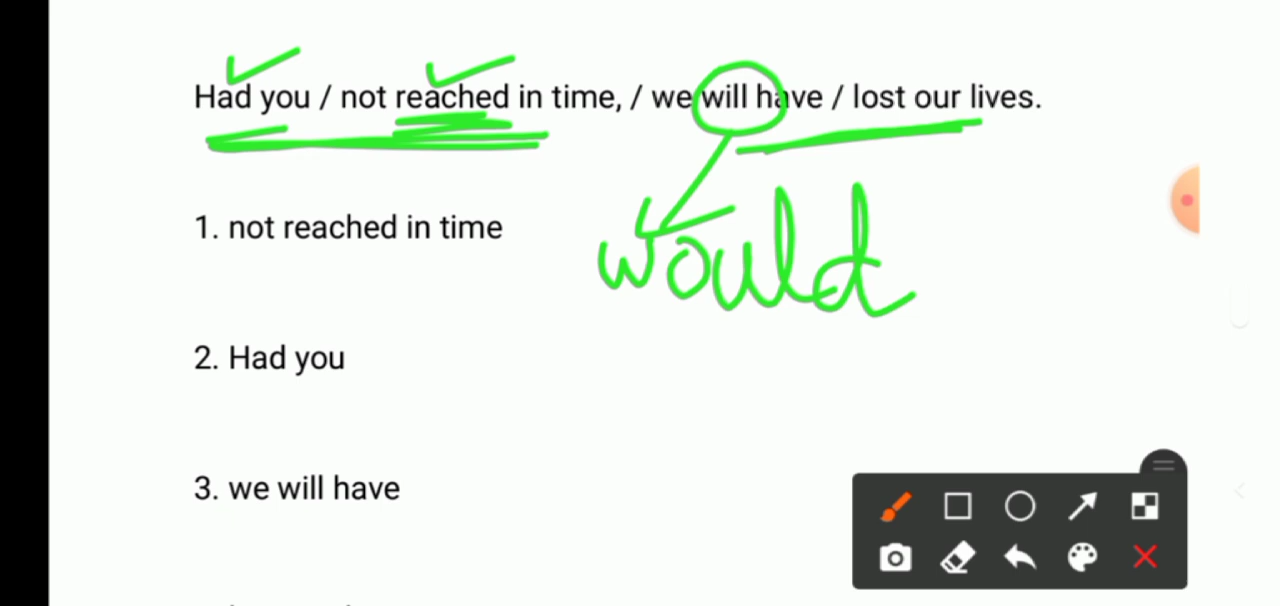 Had you / not reached in time, / we will have / lost our lives.
would
1. not reached in time
2. Had you
3. we will have